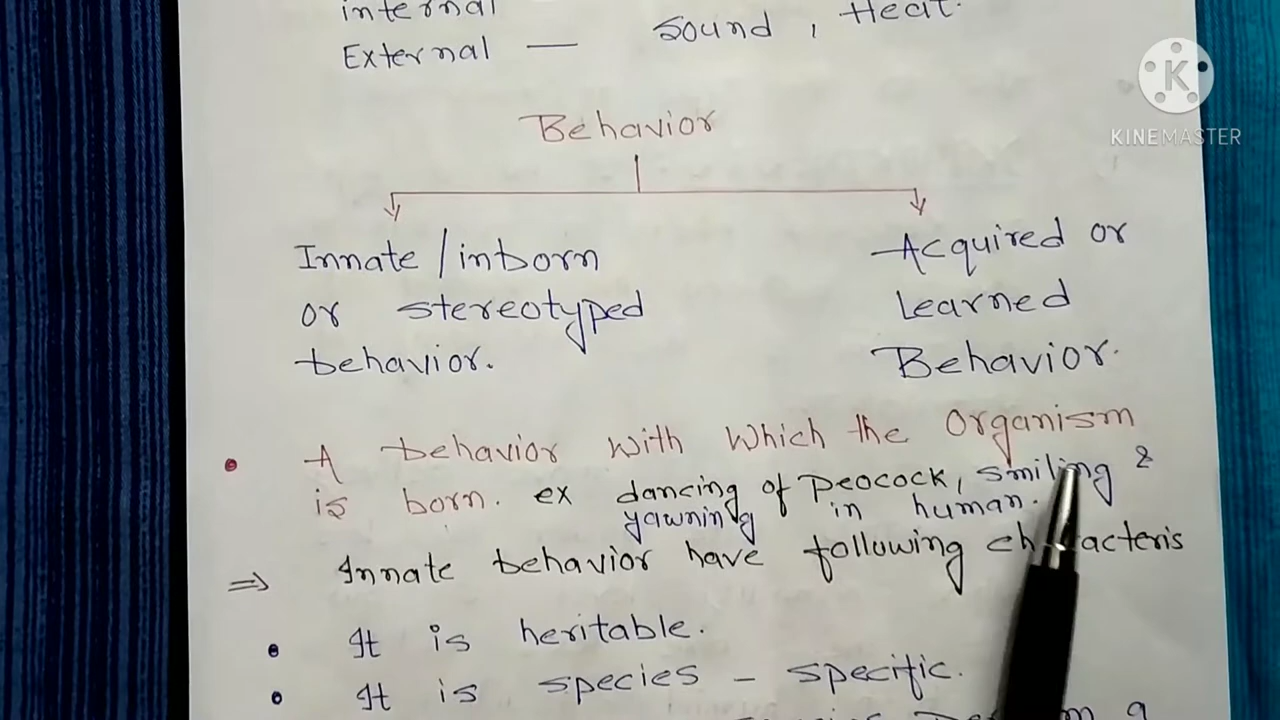 internal
External — Sound, Heat.
Behavior
Innate / inborn
or stereotyped
behavior.
Acquired or
Learned
Behavior.
• A behavior with which the organism
is born. ex dancing of Peocock, smiling &
yawning in human.
⇒ Innate behavior have following characteris
• It is heritable.
• It is species - specific.
K
KINEMASTER